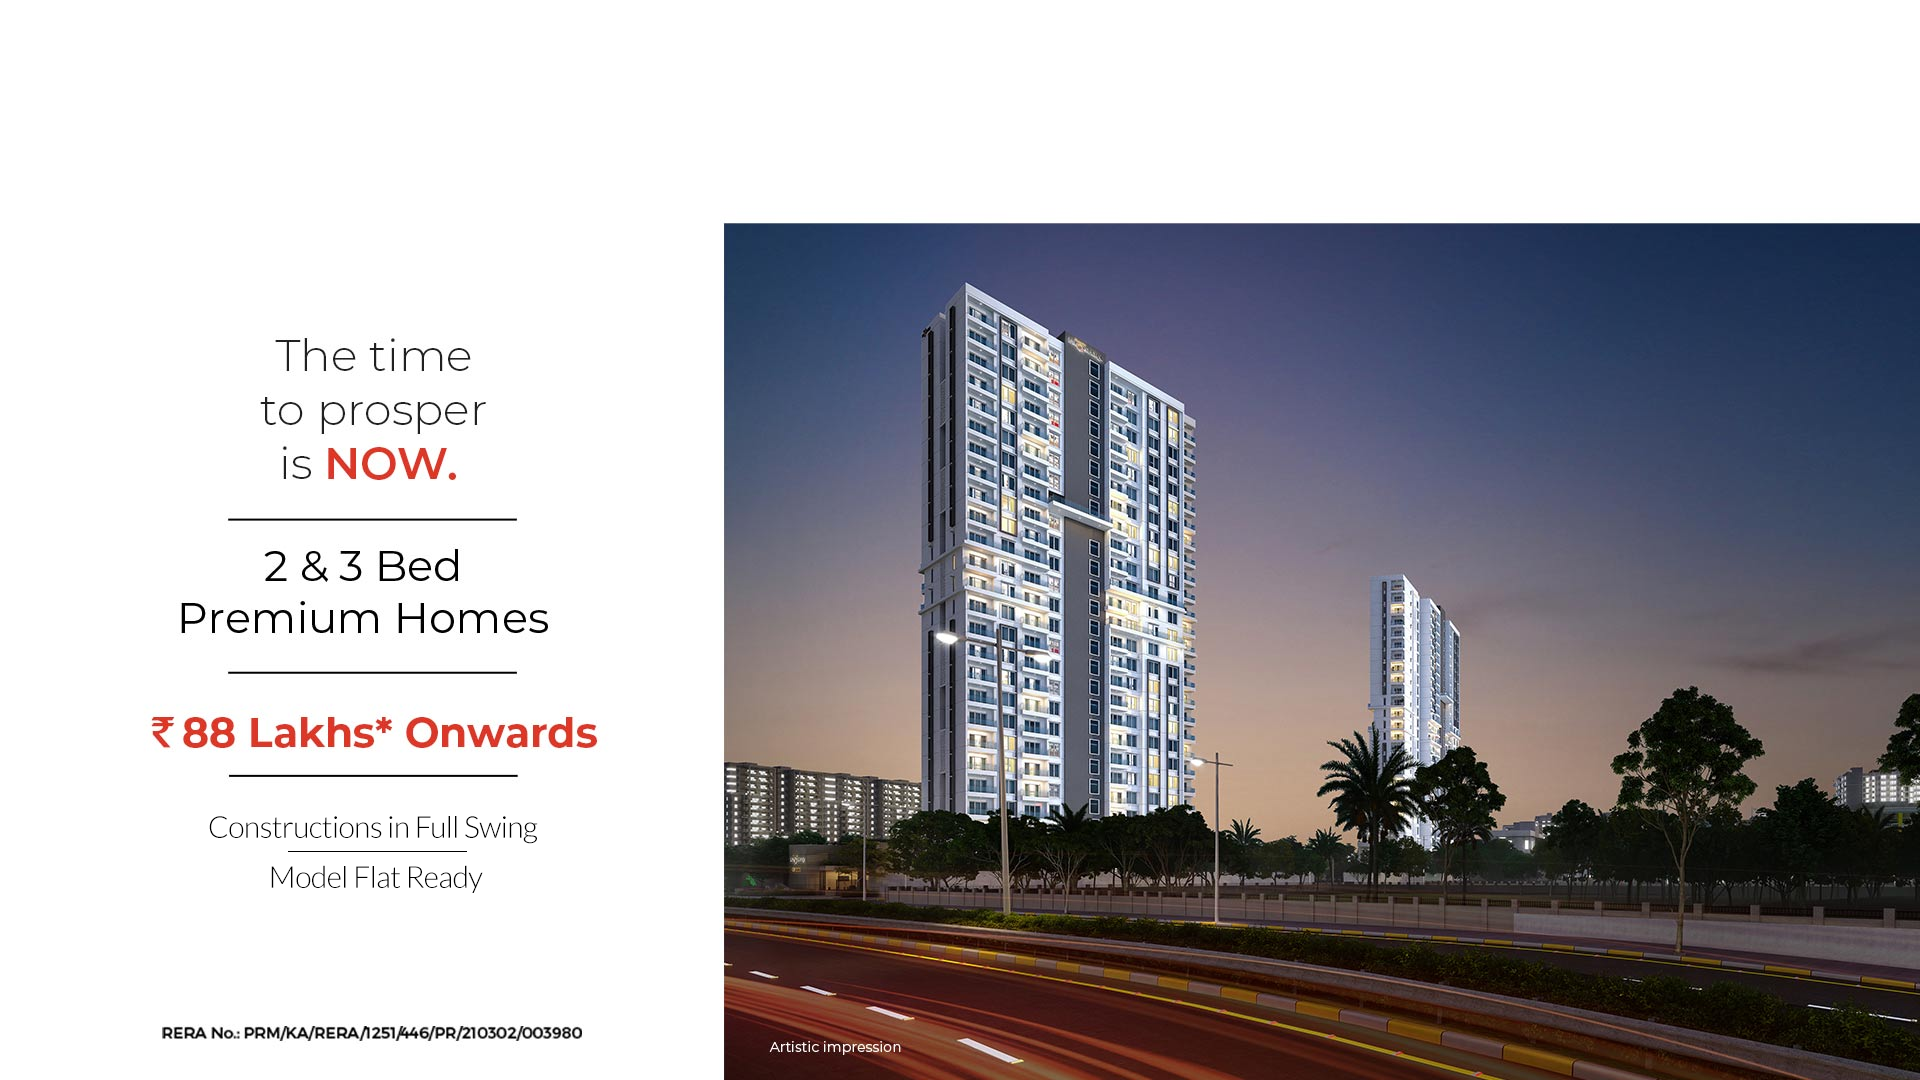 The time
to prosper
is NOW.
2 & 3 Bed
Premium Homes
₹ 88 Lakhs* Onwards
Constructions in Full Swing
Model Flat Ready
RERA No.: PRM/KA/RERA/1251/446/PR/210302/003980
Artistic impression